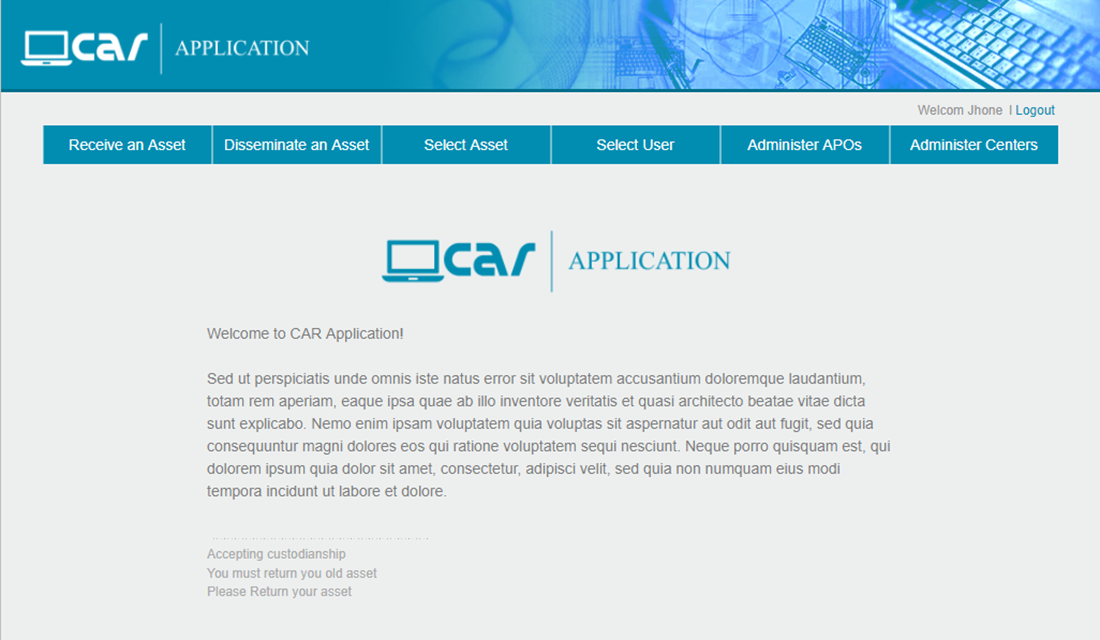 car APPLICATION
Welcom Jhone | Logout
Receive an Asset Disseminate an Asset Select Asset Select User Administer APOs Administer Centers
car APPLICATION
Welcome to CAR Application!
Sed ut perspiciatis unde omnis iste natus error sit voluptatem accusantium doloremque laudantium,
totam rem aperiam, eaque ipsa quae ab illo inventore veritatis et quasi architecto beatae vitae dicta
sunt explicabo. Nemo enim ipsam voluptatem quia voluptas sit aspernatur aut odit aut fugit, sed quia
consequuntur magni dolores eos qui ratione voluptatem sequi nesciunt. Neque porro quisquam est, qui
dolorem ipsum quia dolor sit amet, consectetur, adipisci velit, sed quia non numquam eius modi
tempora incidunt ut labore et dolore.
Accepting custodianship
You must return you old asset
Please Return your asset